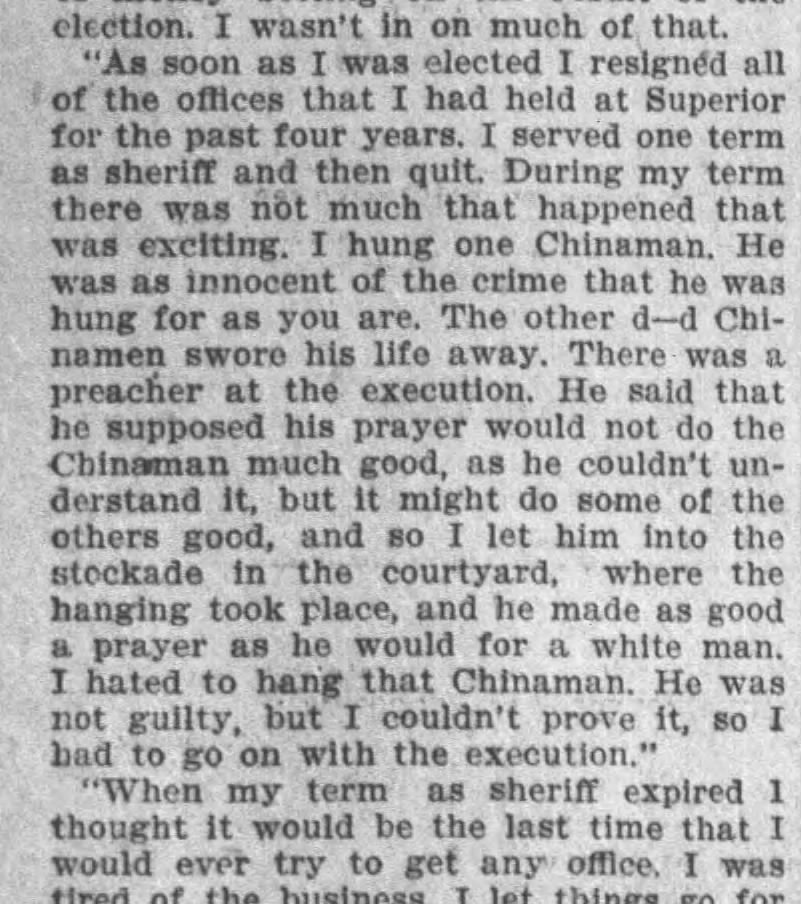 election. I wasn't in on much of that.
"As soon as I was elected I resigned all
of the offices that I had held at Superior
for the past four years. I served one term
as sheriff and then quit. During my term
there was not much that happened that
was exciting. I hung one Chinaman. He
was as innocent of the crime that he was
hung for as you are. The other d—d Chi-
namen swore his life away. There was a
preacher at the execution. He said that
he supposed his prayer would not do the
Chinaman much good, as he couldn't un-
derstand it, but it might do some of the
others good, and so I let him into the
stockade in the courtyard, where the
hanging took place, and he made as good
a prayer as he would for a white man.
I hated to hang that Chinaman. He was
not guilty, but I couldn't prove it, so I
had to go on with the execution."
"When my term as sheriff expired I
thought it would be the last time that I
would ever try to get any office. I was
tired of the business. I let things go for